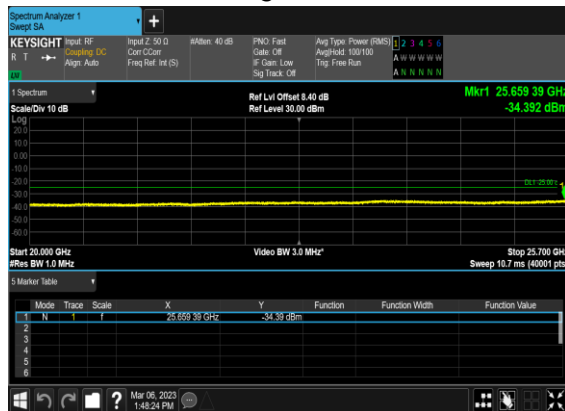 Spectrum Analyzer 1
Swept SA
+
KEYSIGHT Input: RF Input Z: 50 Ω #Atten: 40 dB PNO: Fast Avg Type: Power (RMS) 1 2 3 4 5 6
R T Coupling: DC Corr CCorr Gate: Off Avg|Hold: 100/100 A W W W W W
Align: Auto Freq Ref: Int (S) IF Gain: Low Trig: Free Run
Sig Track: Off A N N N N N
LW
1 Spectrum Ref Lvl Offset 8.40 dB Mkr1 25.659 39 GHz
Scale/Div 10 dB Ref Level 30.00 dBm -34.392 dBm
Log
20.0
10.0
0.00
-10.0
-20.0
DL1 -25.00
-30.0
-40.0
-50.0
-60.0
Start 20.000 GHz Video BW 3.0 MHz* Stop 25.700 GHz
#Res BW 1.0 MHz Sweep 10.7 ms (40001 pts
5 Marker Table
Mode Trace Scale X Y Function Function Width Function Value
1 N 1 f 25.659 39 GHz -34.39 dBm
2
3
4
5
6
? Mar 06, 2023
1:48:24 PM